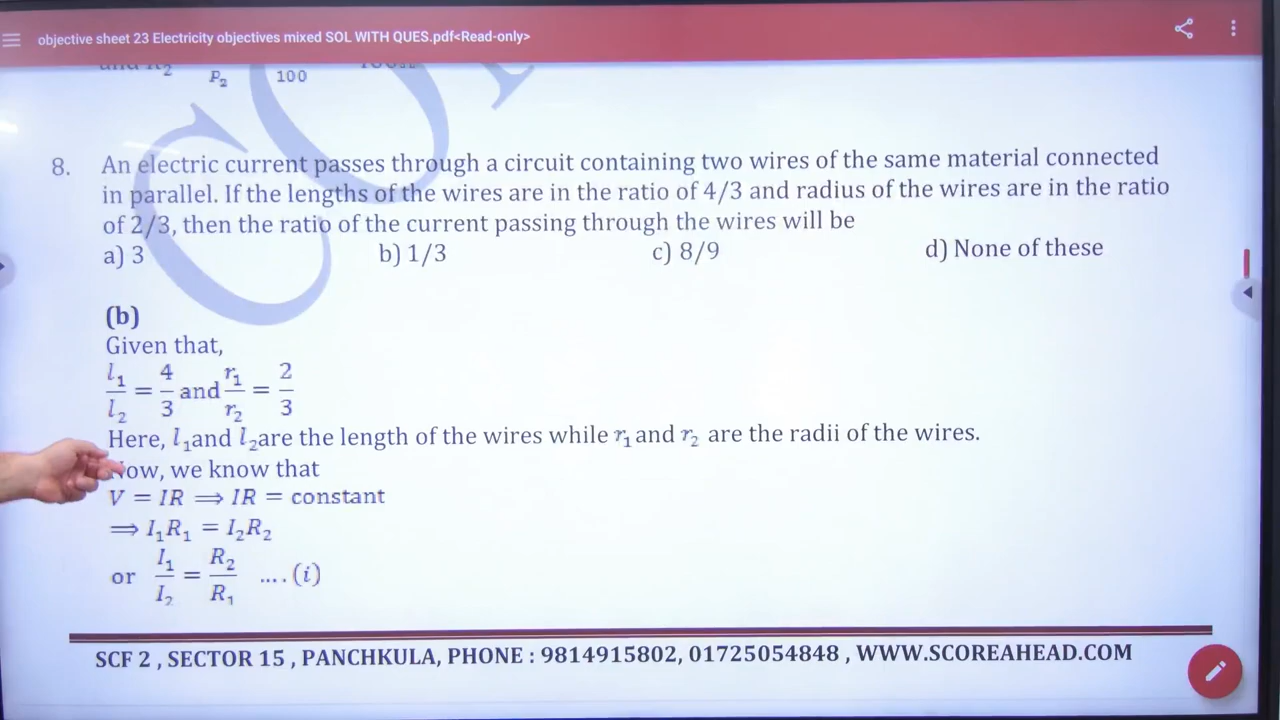 objective sheet 23 Electricity objectives mixed SOL WITH QUES.pdf<Read-only>
P₂ 100
8. An electric current passes through a circuit containing two wires of the same material connected
in parallel. If the lengths of the wires are in the ratio of 4/3 and radius of the wires are in the ratio
of 2/3, then the ratio of the current passing through the wires will be
a) 3 b) 1/3 c) 8/9 d) None of these
(b)
Given that,
l₁/l₂ = 4/3 and r₁/r₂ = 2/3
Here, l₁and l₂are the length of the wires while r₁ and r₂ are the radii of the wires.
Now, we know that
V = IR ⟹ IR = constant
⟹ I₁R₁ = I₂R₂
or I₁/I₂ = R₂/R₁ ....(i)
SCF 2 , SECTOR 15 , PANCHKULA, PHONE : 9814915802, 01725054848 , WWW.SCOREAHEAD.COM